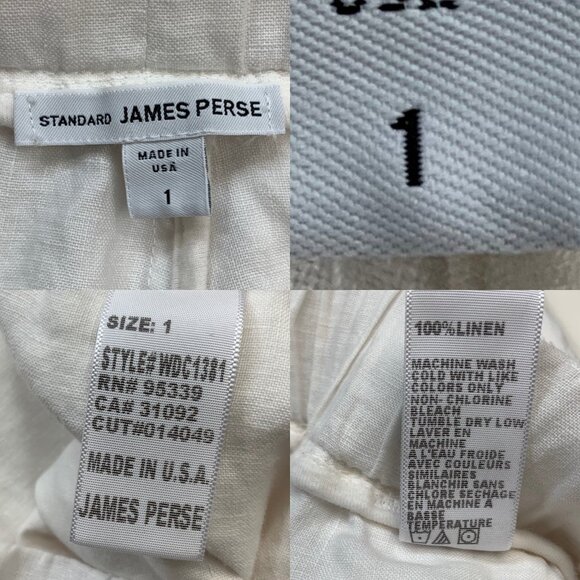 STANDARD JAMES PERSE
MADE IN
USA
1
1
SIZE: 1
STYLE# WDC1381
RN# 95339
CA# 31092
CUT#014049
MADE IN U.S.A.
JAMES PERSE
100%LINEN
MACHINE WASH
COLD WITH LIKE
COLORS ONLY
NON- CHLORINE
BLEACH
TUMBLE DRY LOW
LAVER EN
MACHINE
A L'EAU FROIDE
AVEC COULEURS
SIMILAIRES
BLANCHIR SANS
CHLORE SECHAGE
EN MACHINE A
BASSE
TEMPERATURE